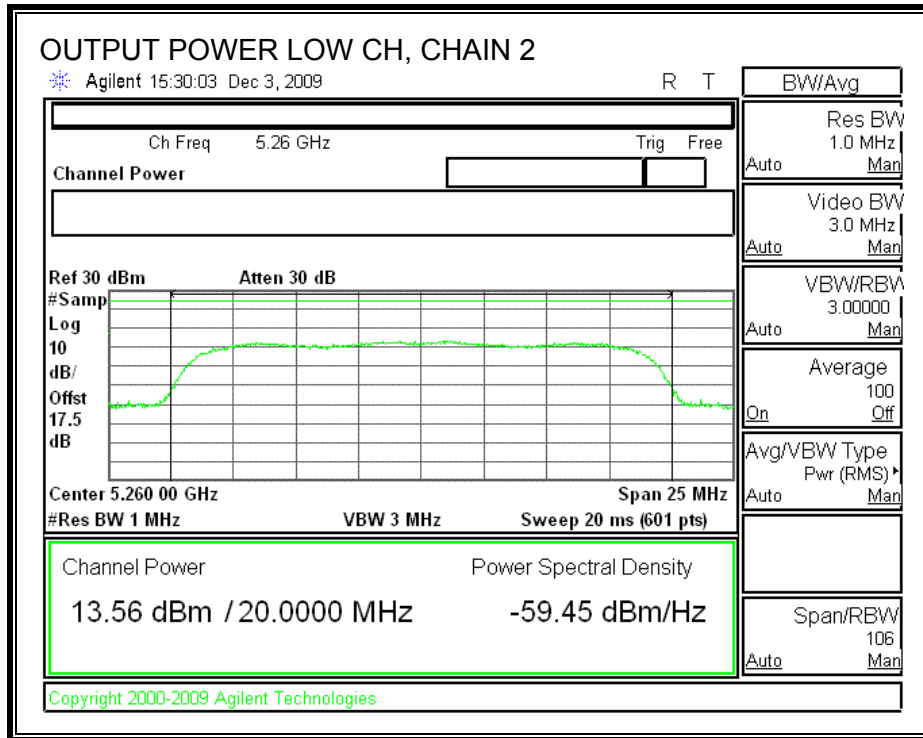 OUTPUT POWER LOW CH, CHAIN 2
Agilent 15:30:03 Dec 3, 2009 R T
Ch Freq 5.26 GHz Trig Free
Channel Power
Ref 30 dBm Atten 30 dB
#Samp
Log
10
dB/
Offst
17.5
dB
Center 5.260 00 GHz Span 25 MHz
#Res BW 1 MHz VBW 3 MHz Sweep 20 ms (601 pts)
Channel Power Power Spectral Density
13.56 dBm / 20.0000 MHz -59.45 dBm/Hz
Copyright 2000-2009 Agilent Technologies
BW/Avg
Res BW
1.0 MHz
Auto Man
Video BW
3.0 MHz
Auto Man
VBW/RBW
3.00000
Auto Man
Average
100
On Off
Avg/VBW Type
Pwr (RMS)
Auto Man
Span/RBW
106
Auto Man